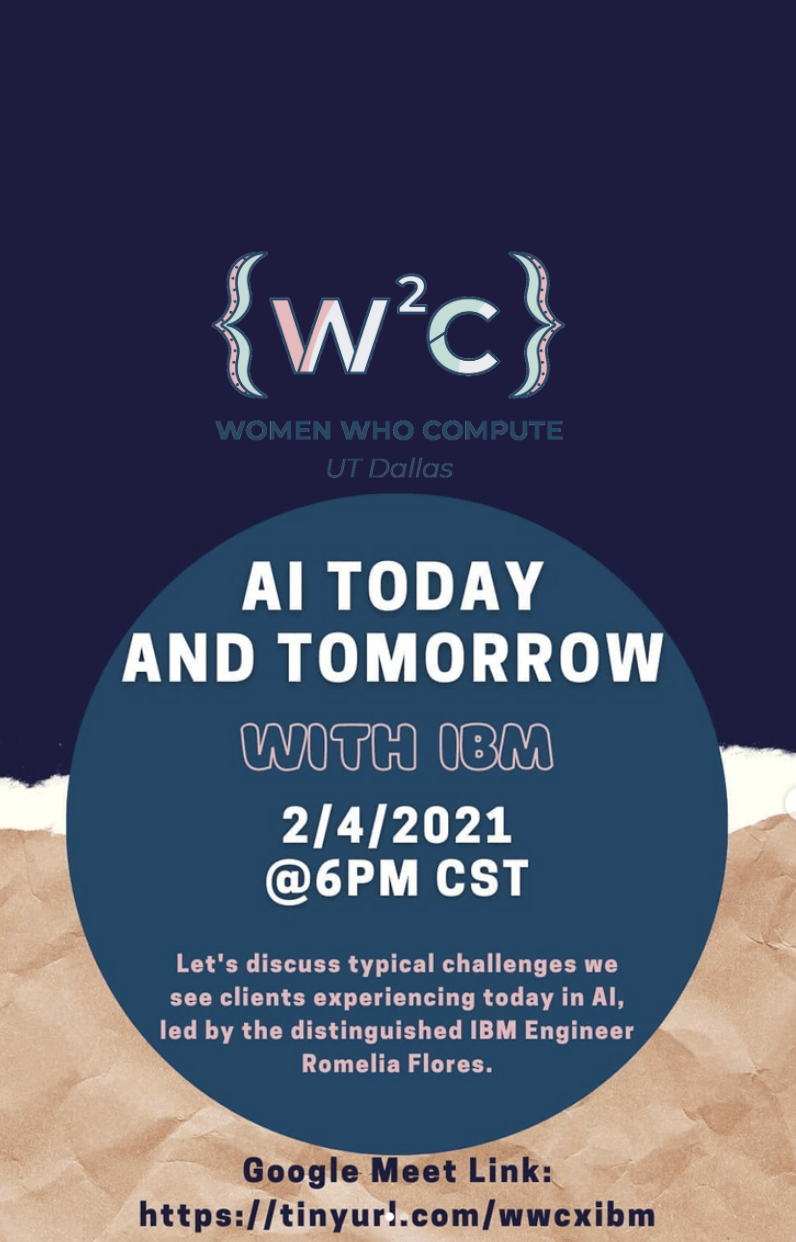 {W²C}
WOMEN WHO COMPUTE
UT Dallas
AI TODAY
AND TOMORROW
WITH IBM
2/4/2021
@6PM CST
Let's discuss typical challenges we
see clients experiencing today in AI,
led by the distinguished IBM Engineer
Romelia Flores.
Google Meet Link:
https://tinyurl.com/wwcxibm